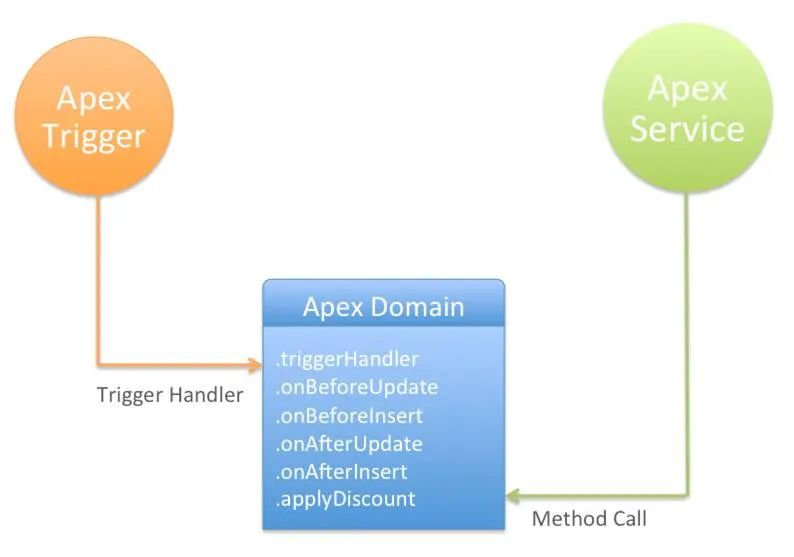 Apex
Trigger
Apex
Service
Apex Domain
.triggerHandler
.onBeforeUpdate
.onBeforeInsert
.onAfterUpdate
.onAfterInsert
.applyDiscount
Trigger Handler
Method Call